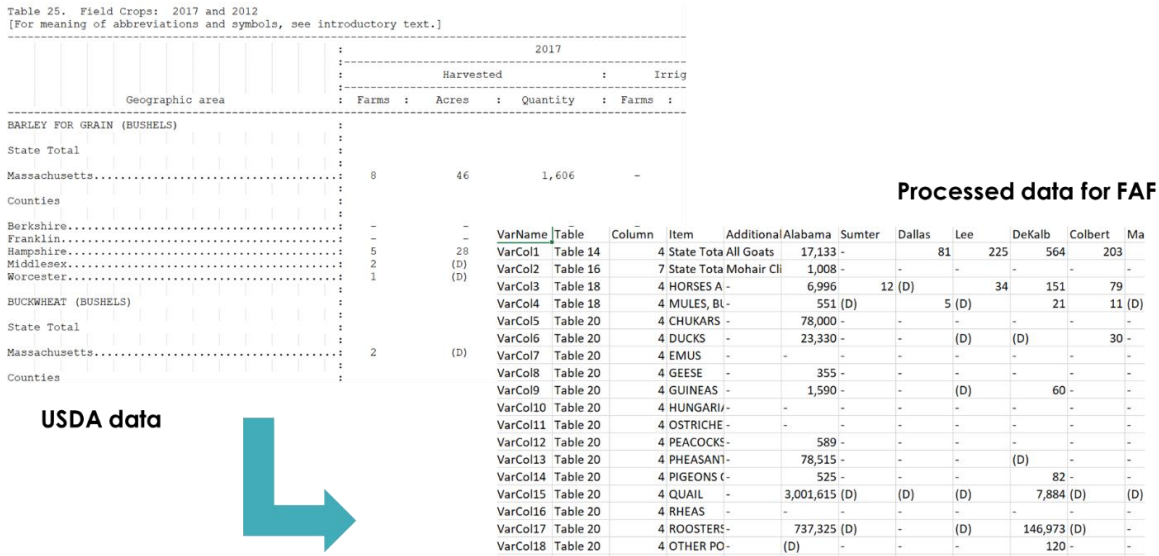 Table 25. Field Crops: 2017 and 2012
[For meaning of abbreviations and symbols, see introductory text.]
: 2017
: Harvested : Irrig
Geographic area : Farms : Acres : Quantity : Farms :
BARLEY FOR GRAIN (BUSHELS) :
State Total :
Massachusetts.....................................: 8 46 1,606 -
Counties :
Berkshire.........................................: - - - -
Franklin..........................................: - - - -
Hampshire.........................................: 5 28
Middlesex.........................................: 2 (D)
Worcester.........................................: 1 (D)
BUCKWHEAT (BUSHELS) :
State Total :
Massachusetts.....................................: 2 (D)
Counties :
USDA data
Processed data for FAF
VarName Table Column Item Additional Alabama Sumter Dallas Lee DeKalb Colbert Ma
VarCol1 Table 14 4 State Tota All Goats 17,133 - 81 225 564 203
VarCol2 Table 16 7 State Tota Mohair Cli 1,008 - - - - - -
VarCol3 Table 18 4 HORSES A - 6,996 12 (D) 34 151 79
VarCol4 Table 18 4 MULES, BU - 551 (D) 5 (D) 21 11 (D)
VarCol5 Table 20 4 CHUKARS - 78,000 - - - - - -
VarCol6 Table 20 4 DUCKS - 23,330 - - (D) (D) 30 -
VarCol7 Table 20 4 EMUS - - - - - - - -
VarCol8 Table 20 4 GEESE - 355 - - - - - -
VarCol9 Table 20 4 GUINEAS - 1,590 - - (D) 60 - -
VarCol10 Table 20 4 HUNGARIA - - - - - - - -
VarCol11 Table 20 4 OSTRICHE - - - - - - - -
VarCol12 Table 20 4 PEACOCKS - 589 - - - - - -
VarCol13 Table 20 4 PHEASANT - 78,515 - - - (D) - -
VarCol14 Table 20 4 PIGEONS ( - 525 - - - 82 - -
VarCol15 Table 20 4 QUAIL - 3,001,615 (D) (D) (D) 7,884 (D) (D)
VarCol16 Table 20 4 RHEAS - - - - - - - -
VarCol17 Table 20 4 ROOSTERS - 737,325 (D) - (D) 146,973 (D) -
VarCol18 Table 20 4 OTHER PO - (D) - - - 120 - -